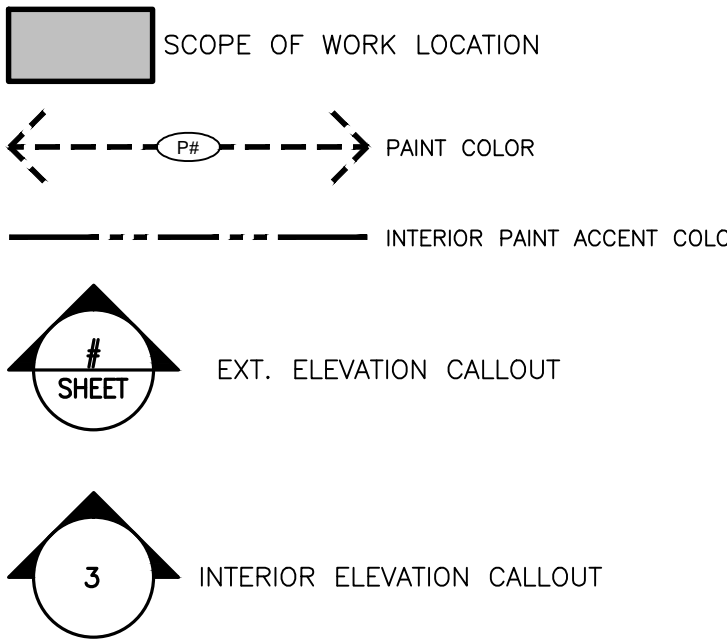 SCOPE OF WORK LOCATION
P#
PAINT COLOR
INTERIOR PAINT ACCENT COLO
#
SHEET
EXT. ELEVATION CALLOUT
3
INTERIOR ELEVATION CALLOUT